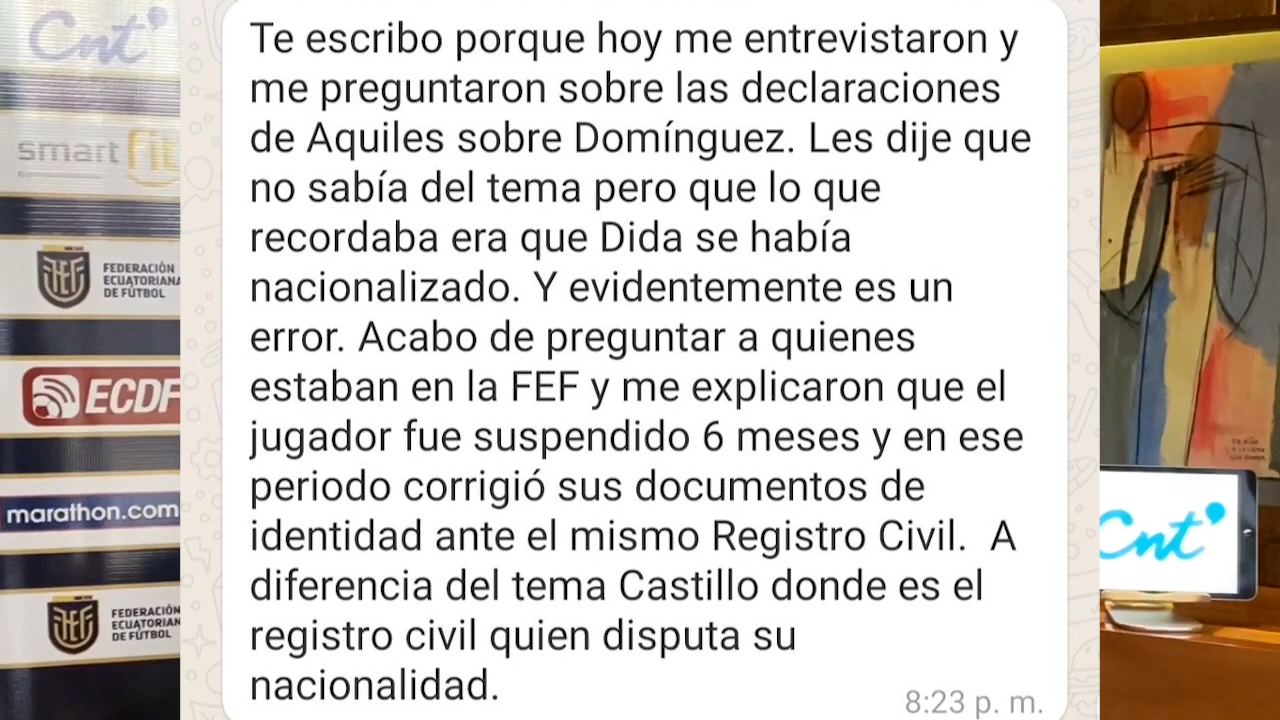 Cnt
smart fit
FEDERACIÓN
ECUATORIANA
DE FÚTBOL
ECDF
marathon.com
FEF
FEDERACIÓN
ECUATORIANA
DE FÚTBOL
Te escribo porque hoy me entrevistaron y
me preguntaron sobre las declaraciones
de Aquiles sobre Domínguez. Les dije que
no sabía del tema pero que lo que
recordaba era que Dida se había
nacionalizado. Y evidentemente es un
error. Acabo de preguntar a quienes
estaban en la FEF y me explicaron que el
jugador fue suspendido 6 meses y en ese
periodo corrigió sus documentos de
identidad ante el mismo Registro Civil.  A
diferencia del tema Castillo donde es el
registro civil quien disputa su
nacionalidad.
8:23 p. m.
Cnt